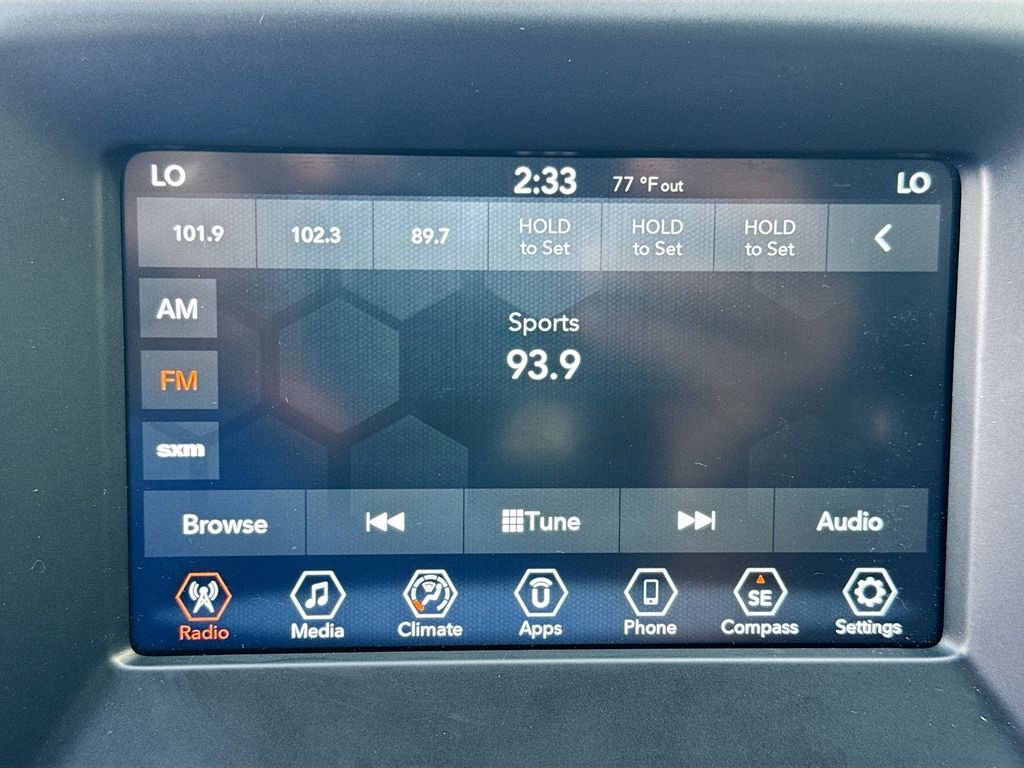 LO 2:33 77 °F out LO
101.9 102.3 89.7 HOLD to Set HOLD to Set HOLD to Set
AM
Sports
93.9
FM
sxm
Browse Tune Audio
SE
Radio Media Climate Apps Phone Compass Settings